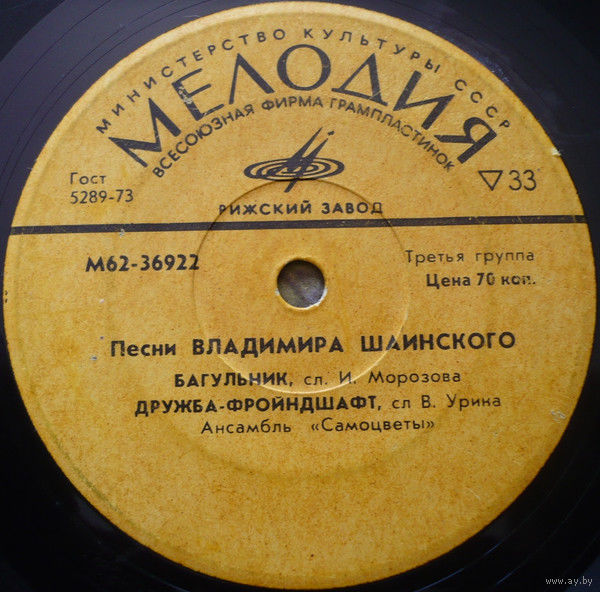 МИНИСТЕРСТВО КУЛЬТУРЫ СССР
МЕЛОДИЯ
ВСЕСОЮЗНАЯ ФИРМА ГРАМПЛАСТИНОК
Гост
5289-73
33
РИЖСКИЙ ЗАВОД
М62-36922
Третья группа
Цена 70 коп.
Песни ВЛАДИМИРА ШАИНСКОГО
БАГУЛЬНИК, сл. И. Морозова
ДРУЖБА-ФРОЙНДШАФТ, сл В. Урина
Ансамбль «Самоцветы»
www.ay.by